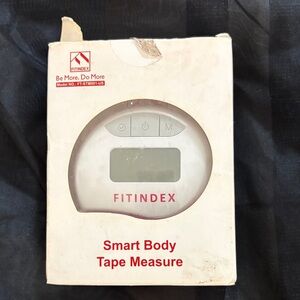 FITINDEX
Be More, Do More
M
FITINDEX
Smart Body
Tape Measure